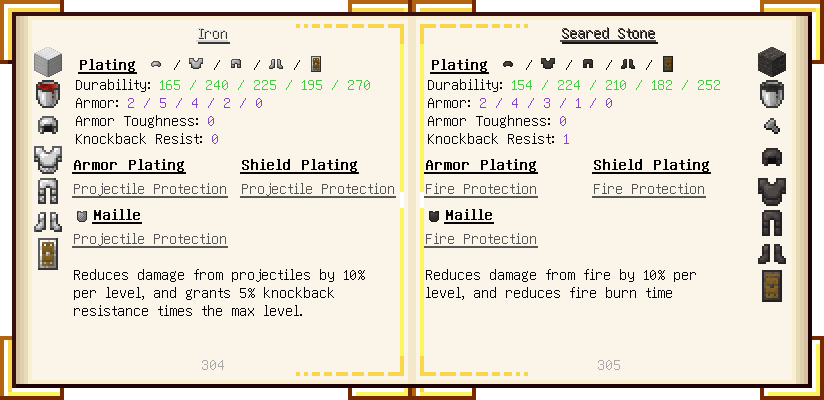 Iron
Plating / / / /
Durability: 165 / 240 / 225 / 195 / 270
Armor: 2 / 5 / 4 / 2 / 0
Armor Toughness: 0
Knockback Resist: 0
Armor Plating Shield Plating
Projectile Protection Projectile Protection
Maille
Projectile Protection
Reduces damage from projectiles by 10%
per level, and grants 5% knockback
resistance times the max level.
304
Seared Stone
Plating / / / /
Durability: 154 / 224 / 210 / 182 / 252
Armor: 2 / 4 / 3 / 1 / 0
Armor Toughness: 0
Knockback Resist: 1
Armor Plating Shield Plating
Fire Protection Fire Protection
Maille
Fire Protection
Reduces damage from fire by 10% per
level, and reduces fire burn time
305